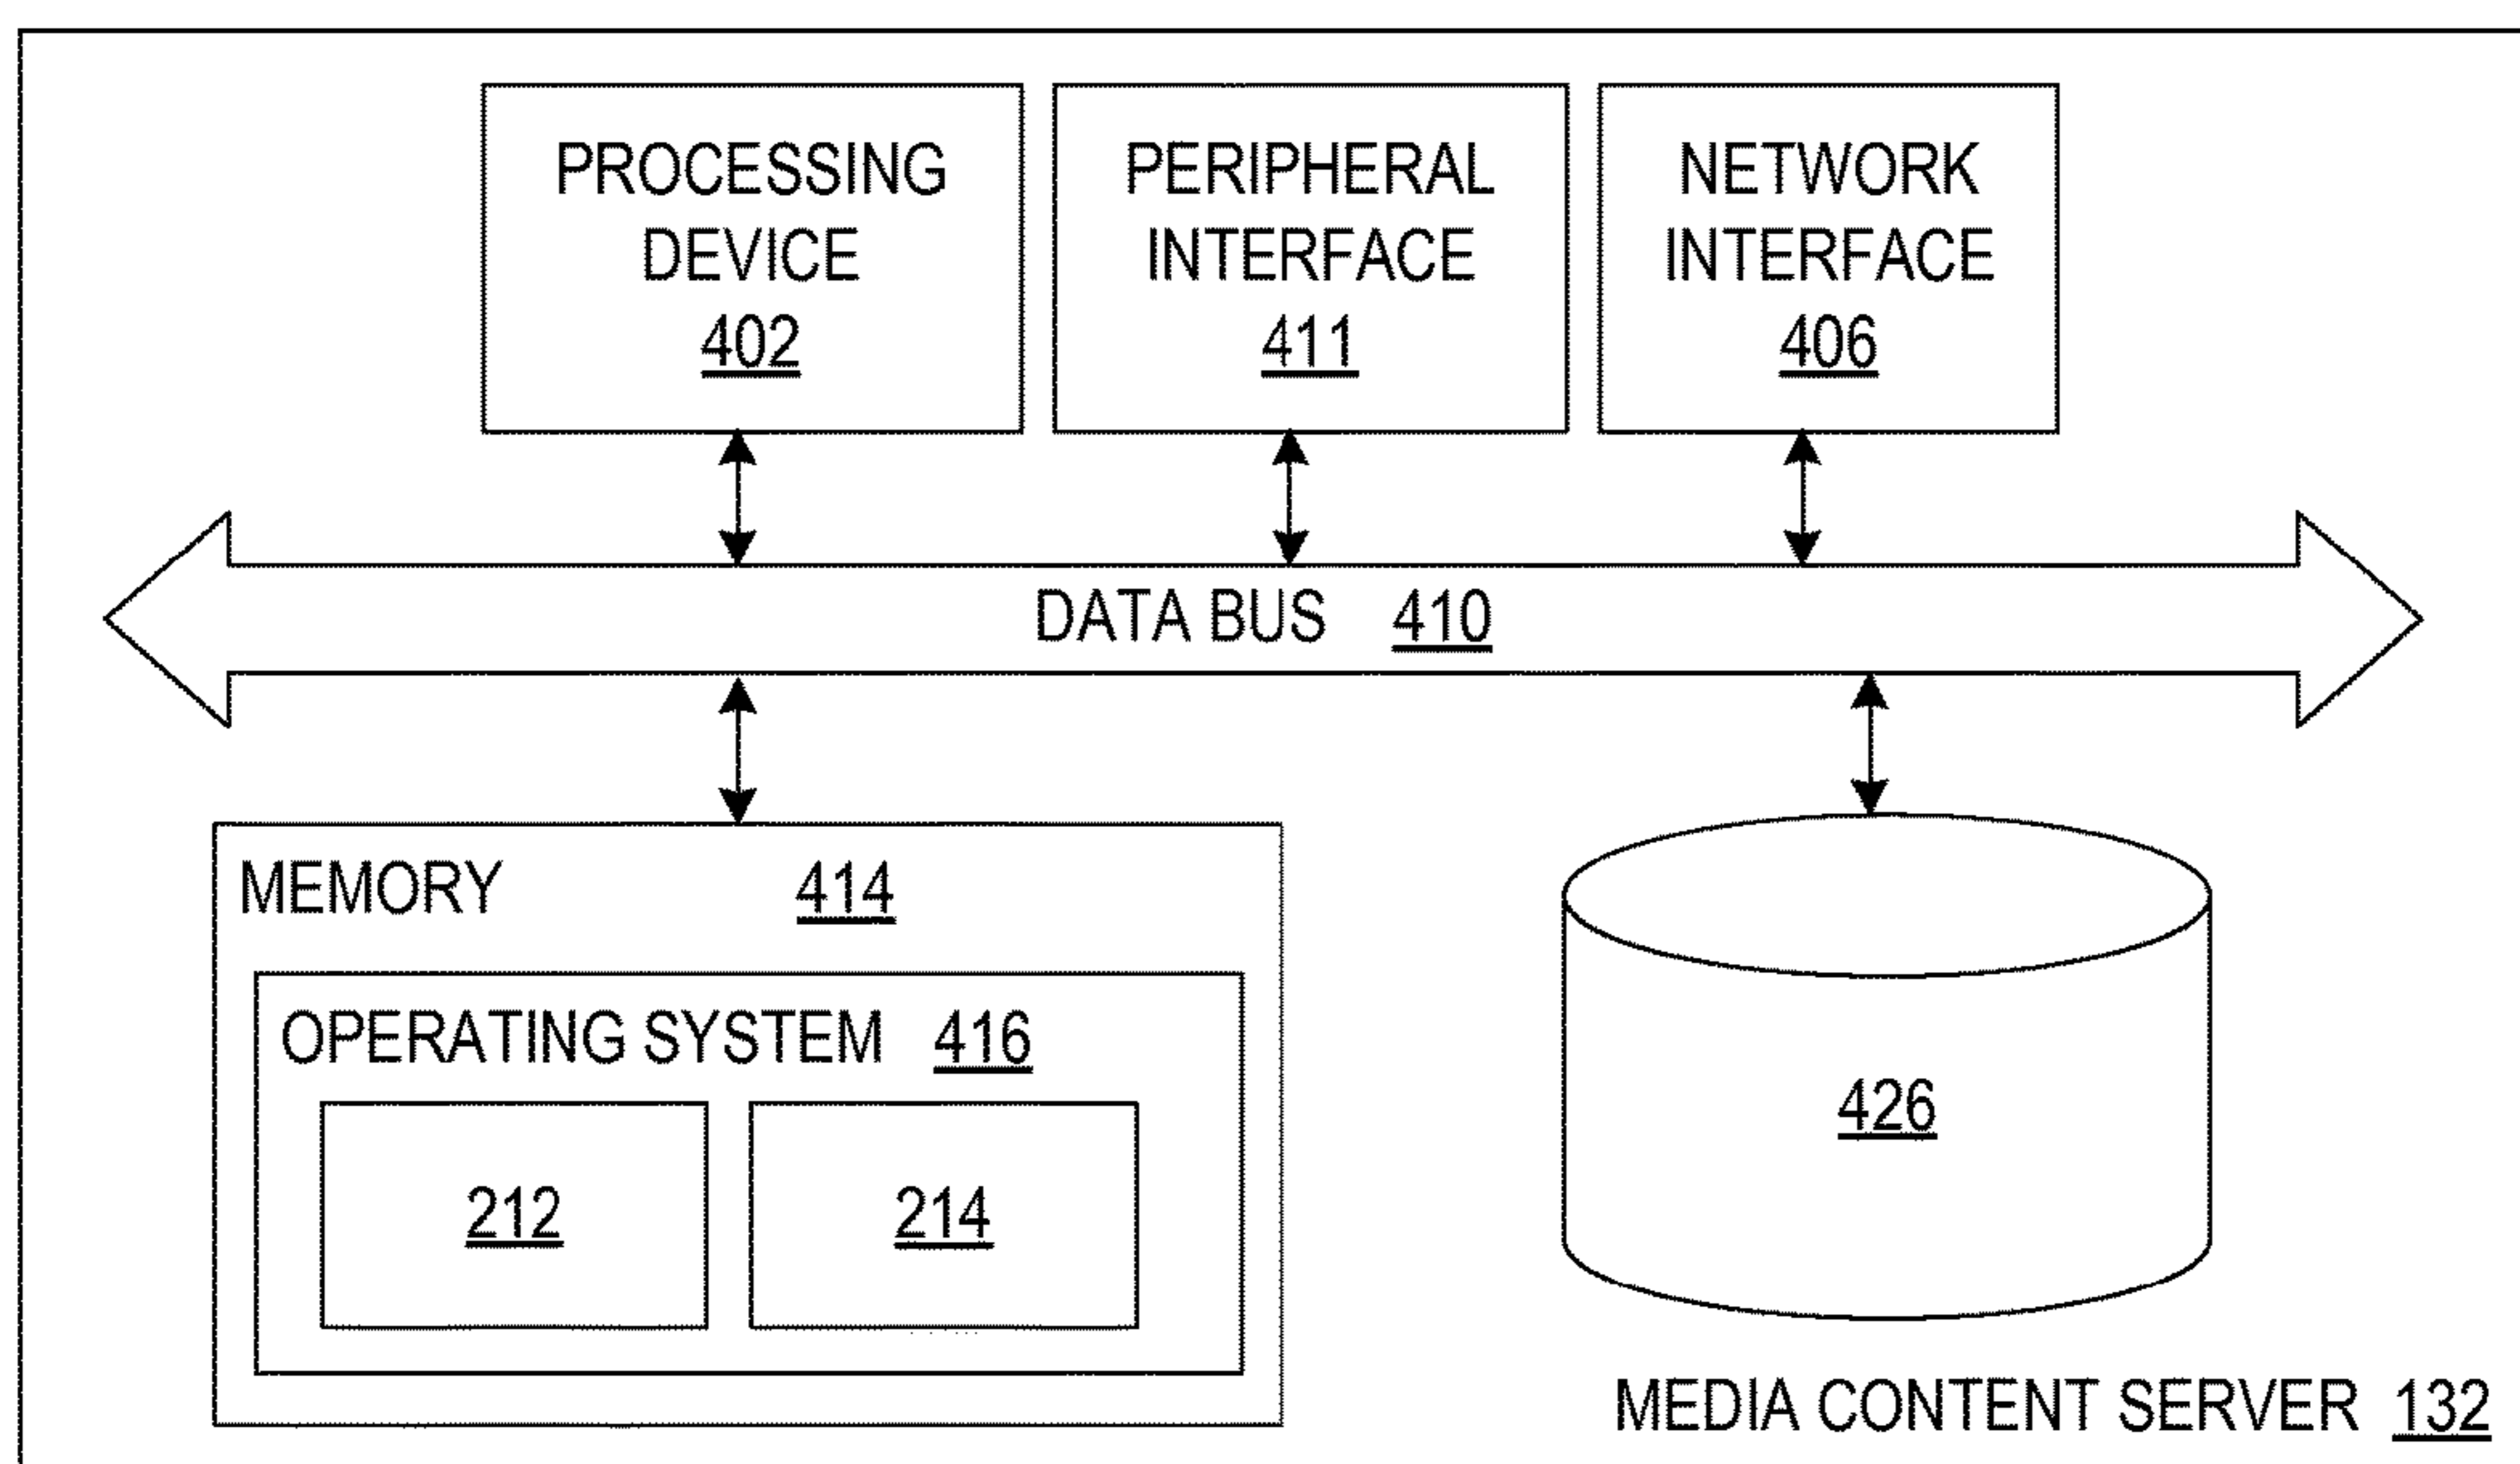 PROCESSING
DEVICE
402
PERIPHERAL
INTERFACE
411
NETWORK
INTERFACE
406
DATA BUS 410
MEMORY 414
OPERATING SYSTEM 416
212
214
426
MEDIA CONTENT SERVER 132